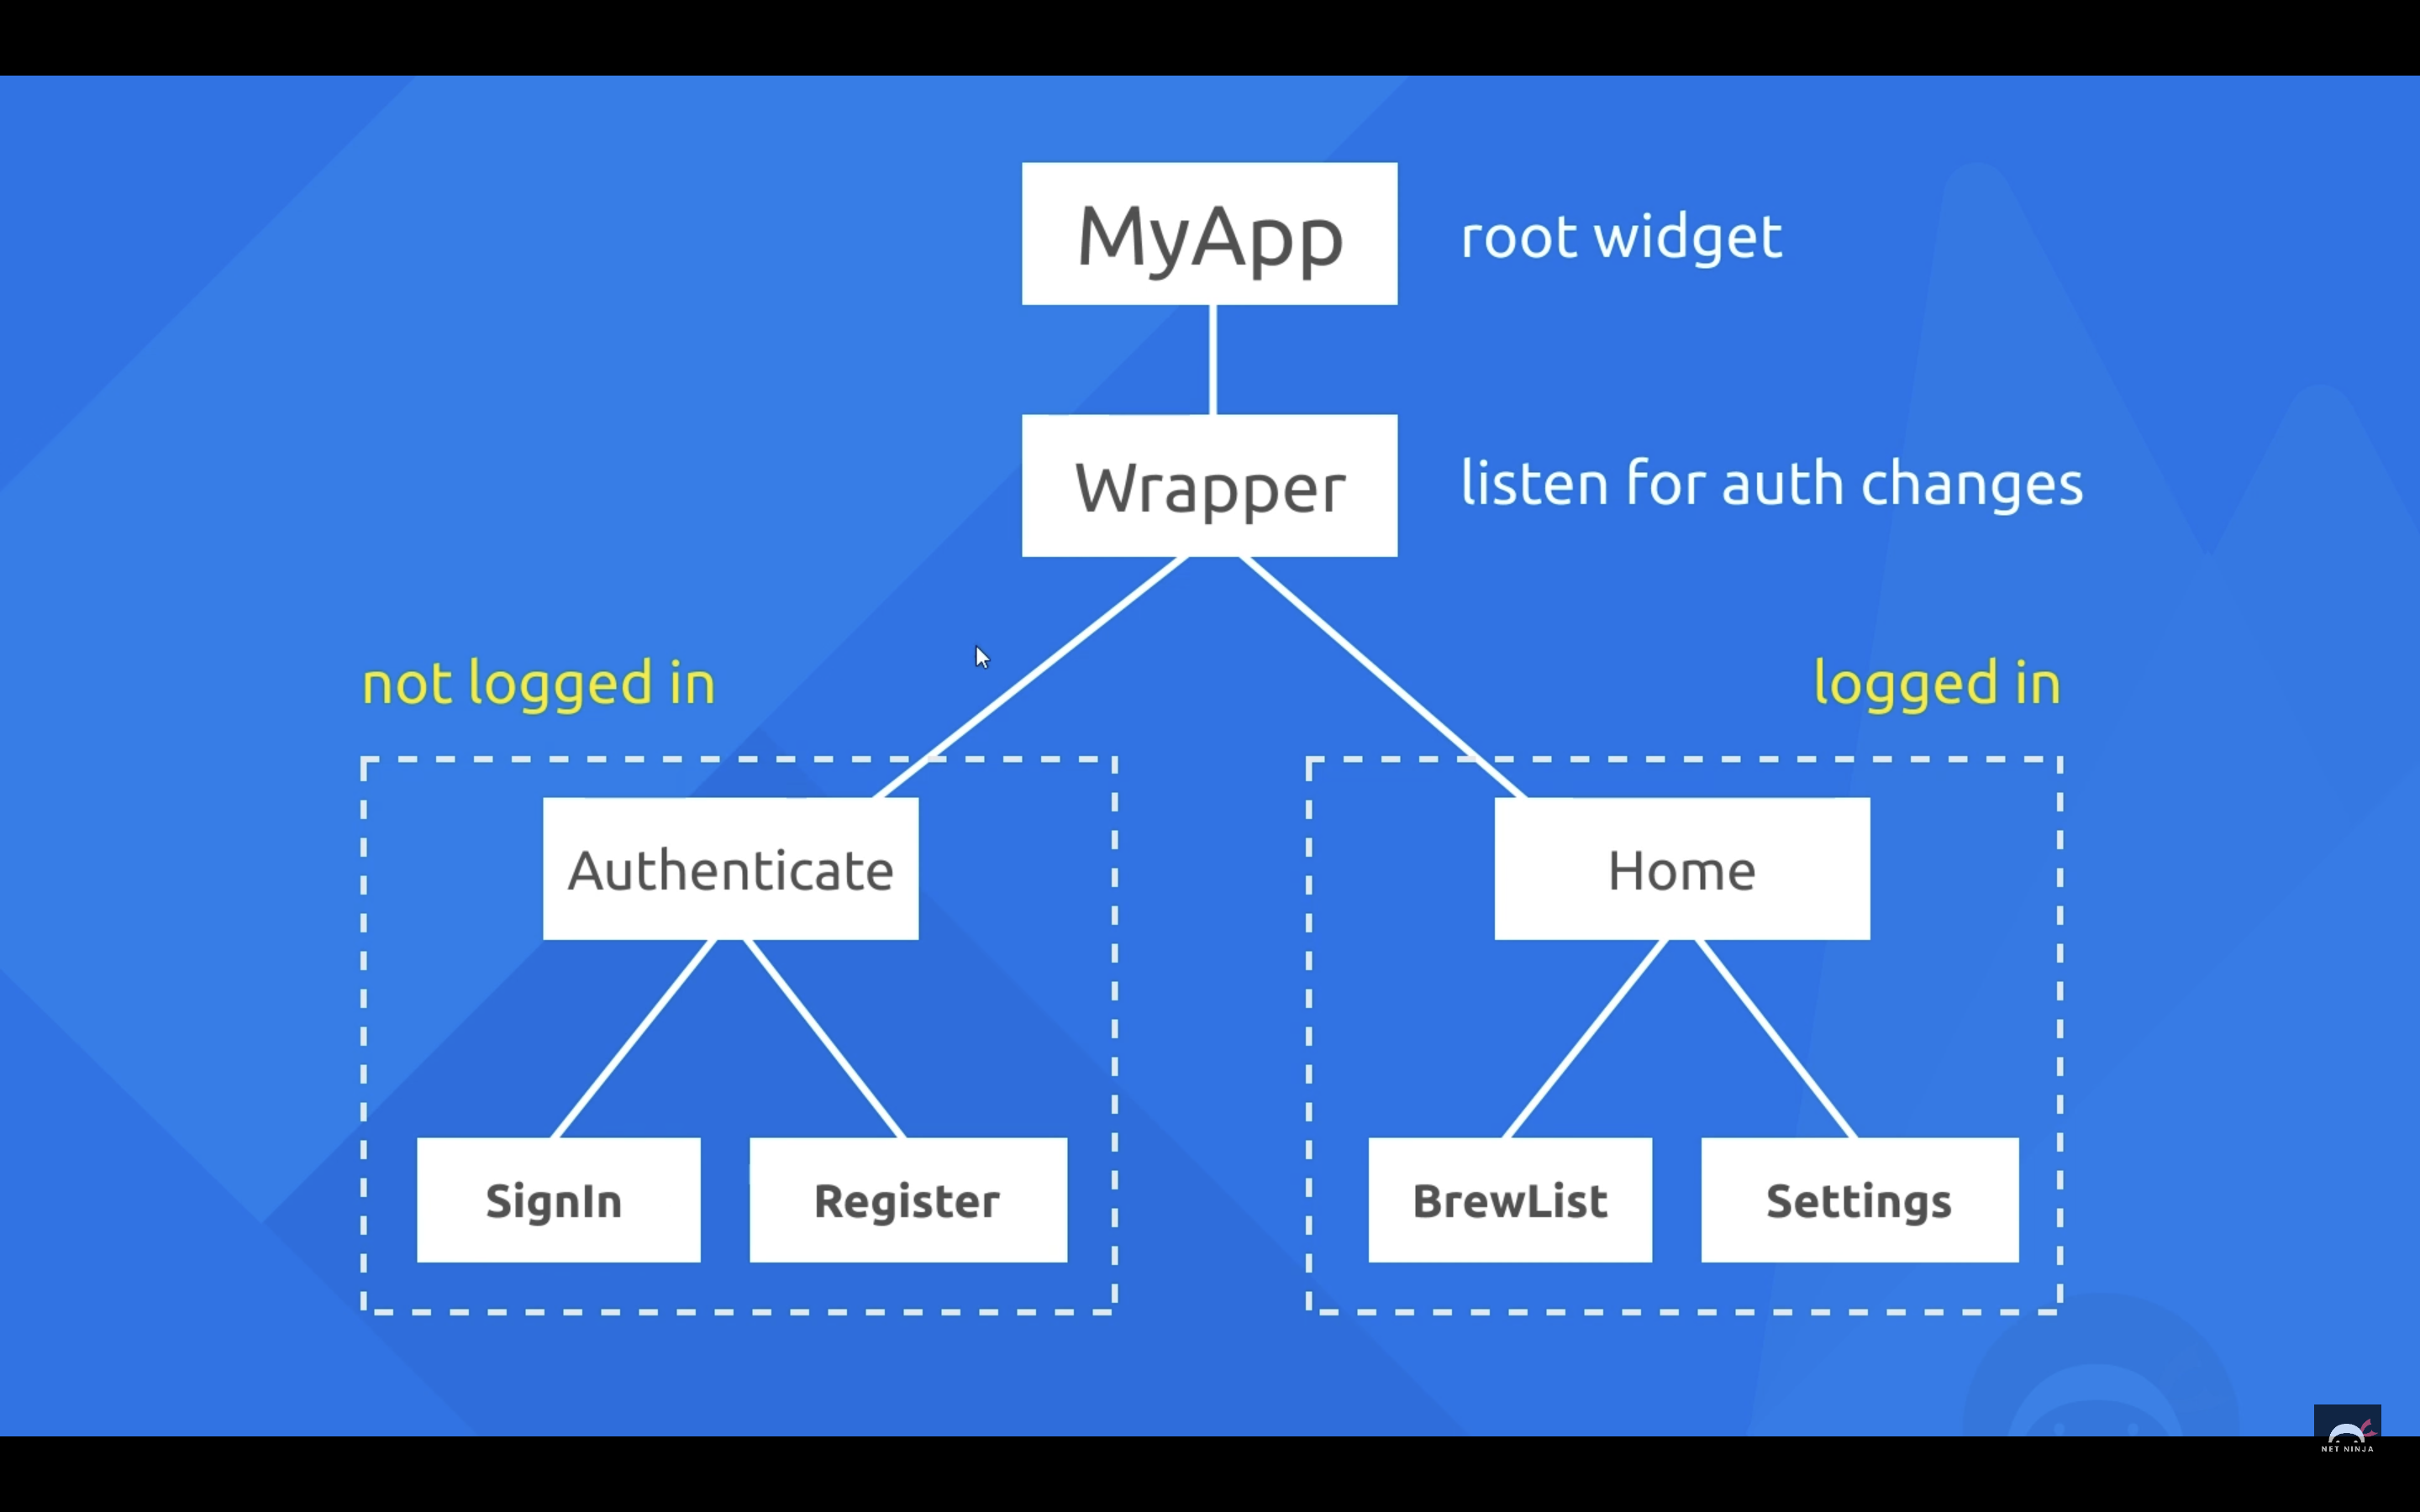 MyApp
root widget
Wrapper
listen for auth changes
not logged in
logged in
Authenticate
Home
SignIn
Register
BrewList
Settings
NET NINJA